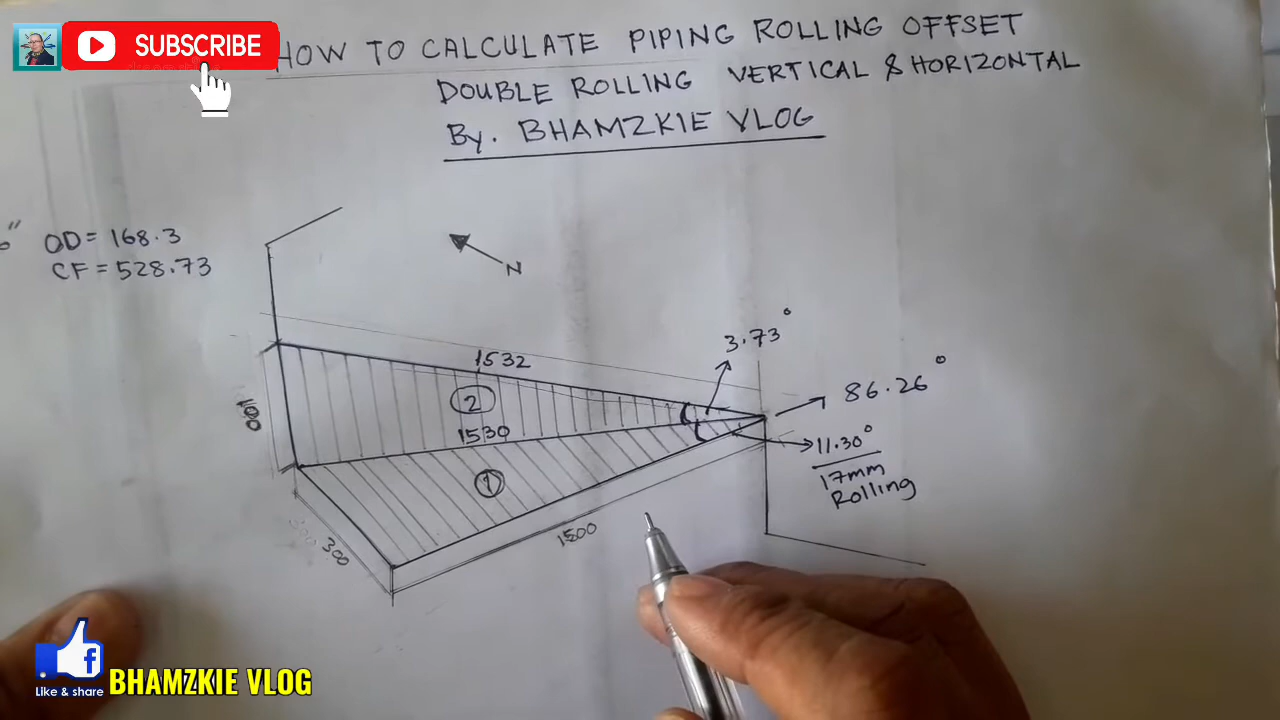 SUBSCRIBE
HOW TO CALCULATE PIPING ROLLING OFFSET
DOUBLE ROLLING VERTICAL & HORIZONTAL
By. BHAMZKIE VLOG
OD = 168.3
CF = 528.73
N
3.73°
1532
86.26°
2
100
1530
11.30°
17mm
Rolling
1
1500
300
Like & share
BHAMZKIE VLOG